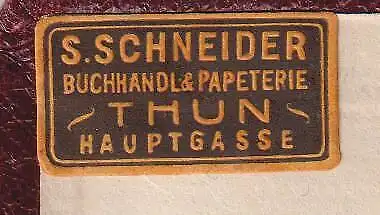 S. SCHNEIDER
BUCHHANDL & PAPETERIE
THUN
HAUPTGASSE